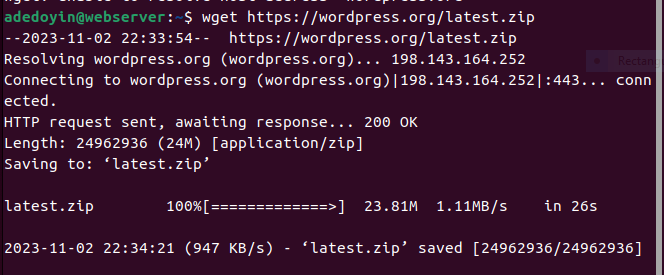 adedoyin@webserver:~$ wget https://wordpress.org/latest.zip
--2023-11-02 22:33:54--  https://wordpress.org/latest.zip
Resolving wordpress.org (wordpress.org)... 198.143.164.252
Connecting to wordpress.org (wordpress.org)|198.143.164.252|:443... conn
ected.
HTTP request sent, awaiting response... 200 OK
Length: 24962936 (24M) [application/zip]
Saving to: ‘latest.zip’
latest.zip          100%[=============>]  23.81M  1.11MB/s    in 26s
2023-11-02 22:34:21 (947 KB/s) - ‘latest.zip’ saved [24962936/24962936]
Rectang